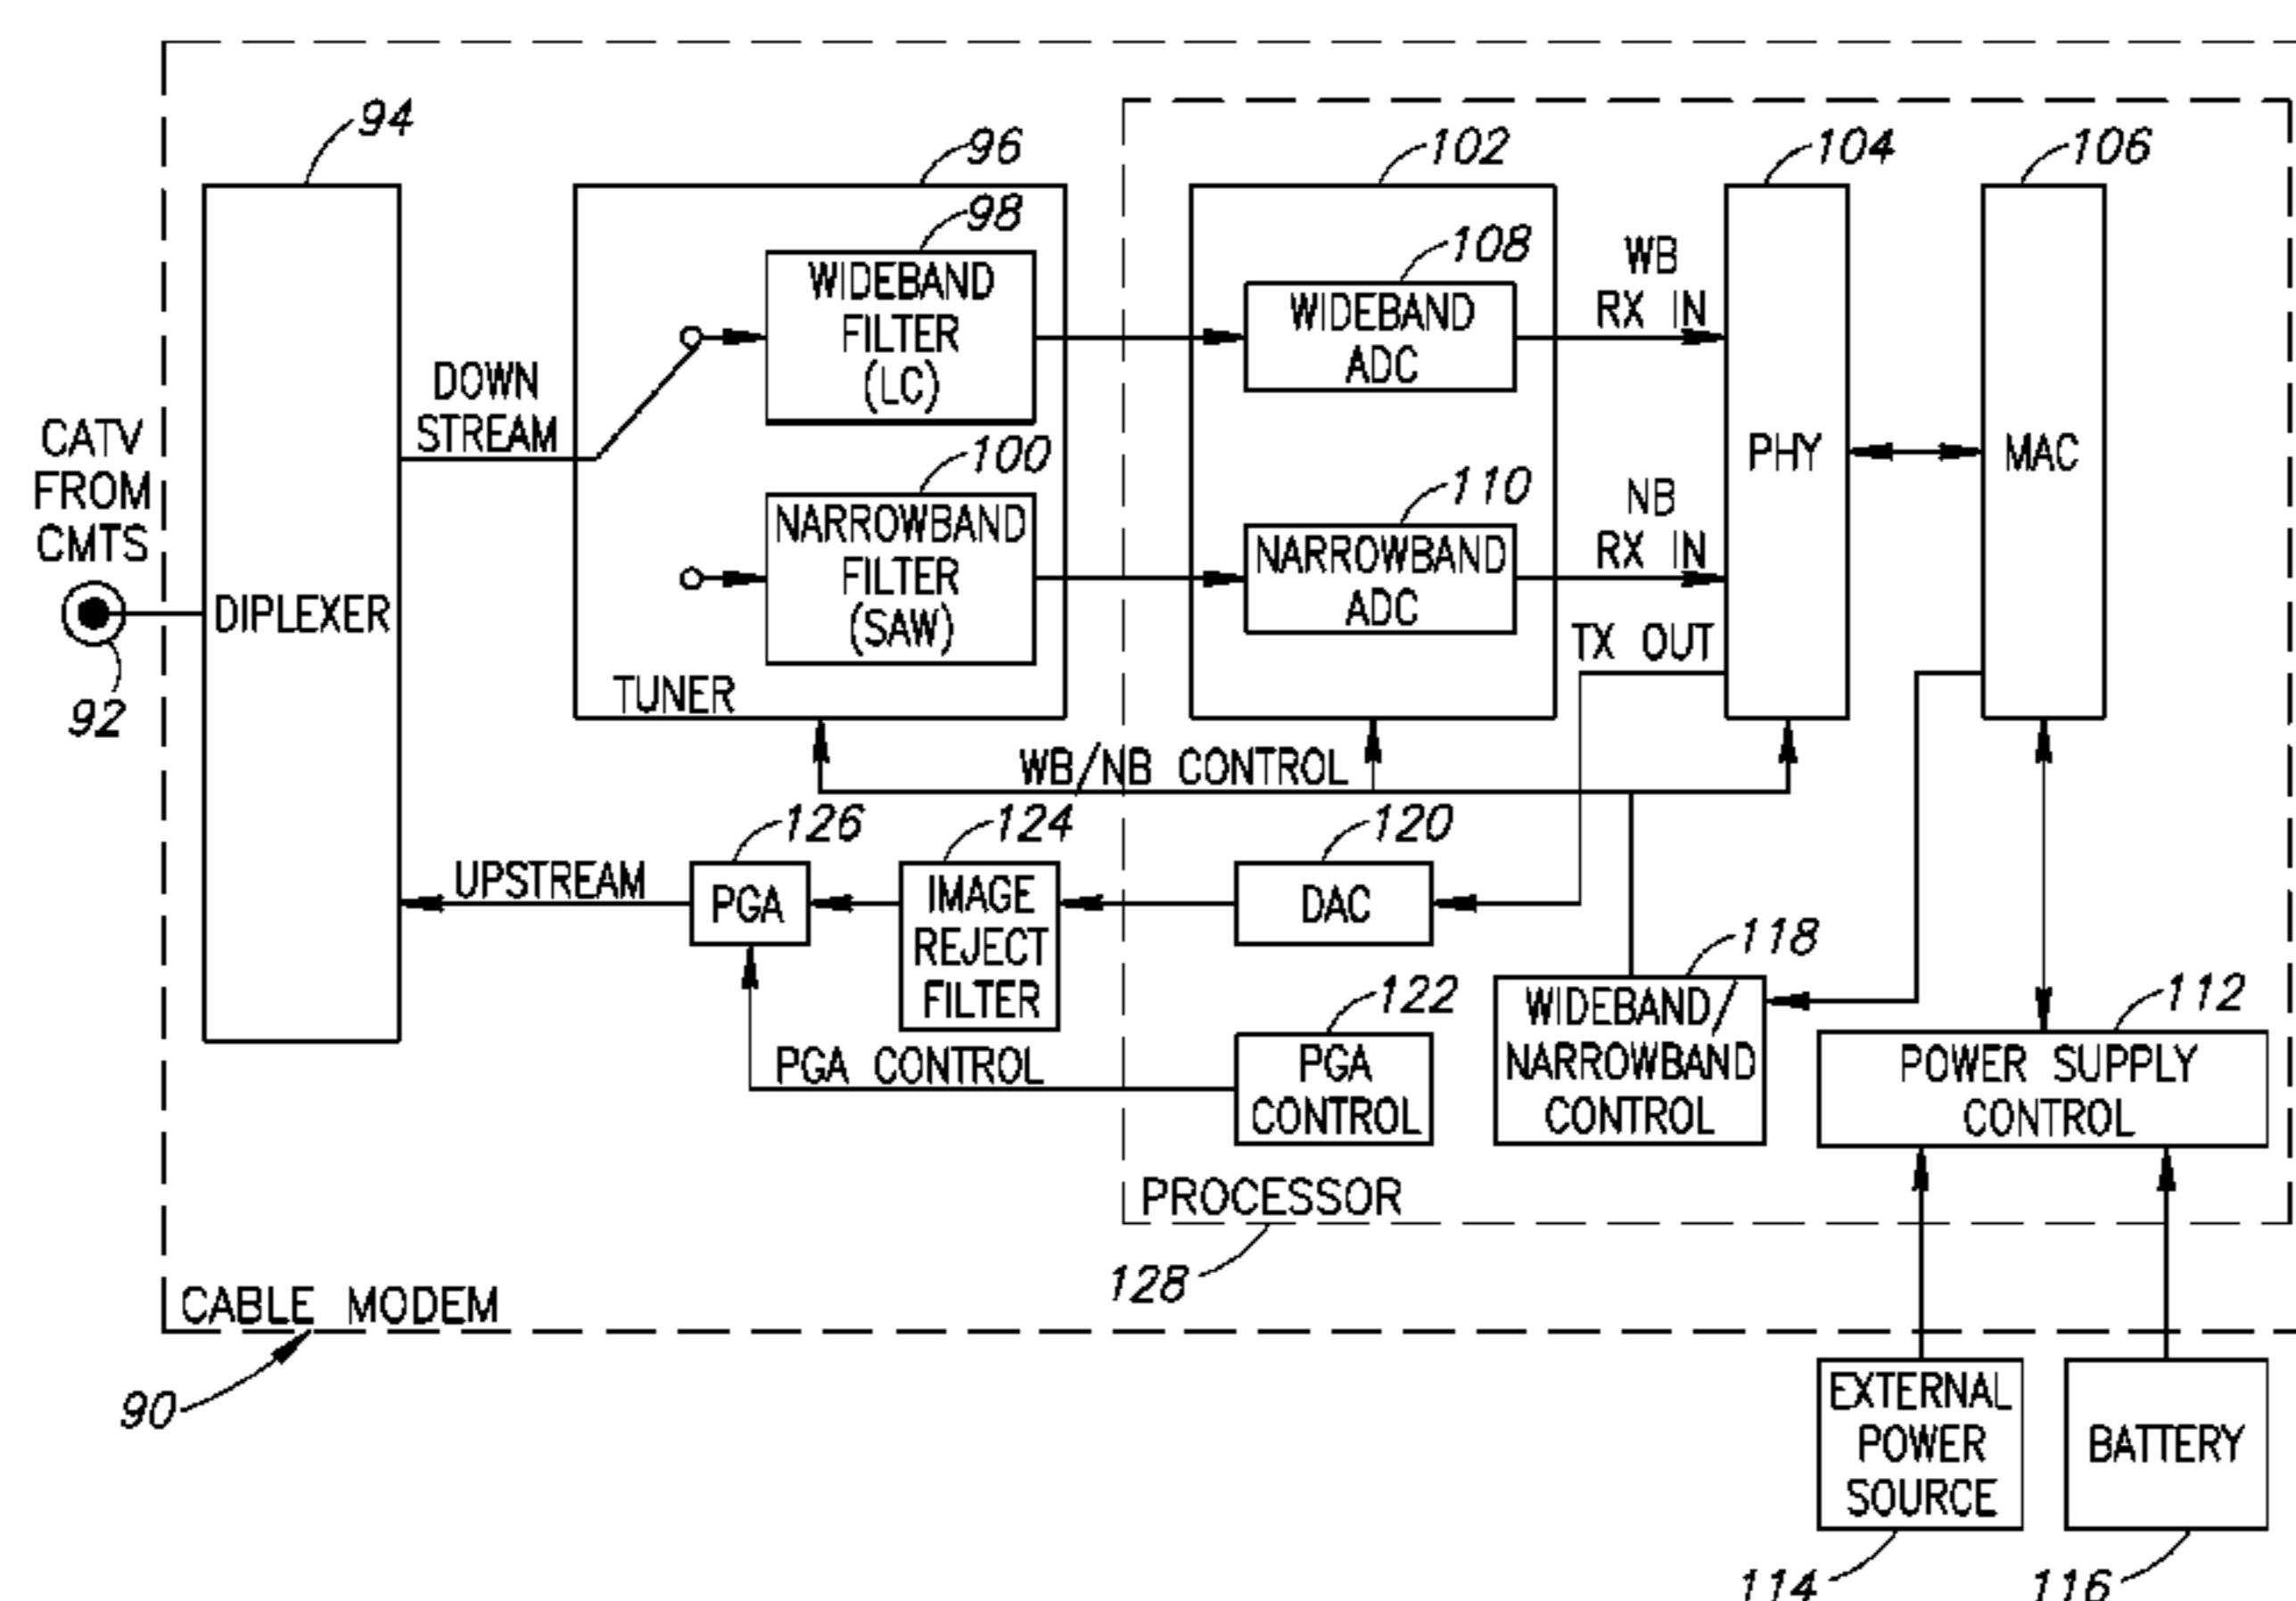 94
96
102
104
106
98
WIDEBAND
FILTER
(LC)
108
WIDEBAND
ADC
WB
RX IN
DOWN
STREAM
CATV
FROM
CMTS
92
DIPLEXER
100
NARROWBAND
FILTER
(SAW)
TUNER
110
NARROWBAND
ADC
NB
RX IN
PHY
MAC
TX OUT
WB/NB CONTROL
126
124
120
UPSTREAM
PGA
IMAGE
REJECT
FILTER
DAC
118
WIDEBAND/
NARROWBAND
CONTROL
122
PGA
CONTROL
PGA CONTROL
112
POWER SUPPLY
CONTROL
PROCESSOR
128
CABLE MODEM
90
EXTERNAL
POWER
SOURCE
BATTERY
114
116